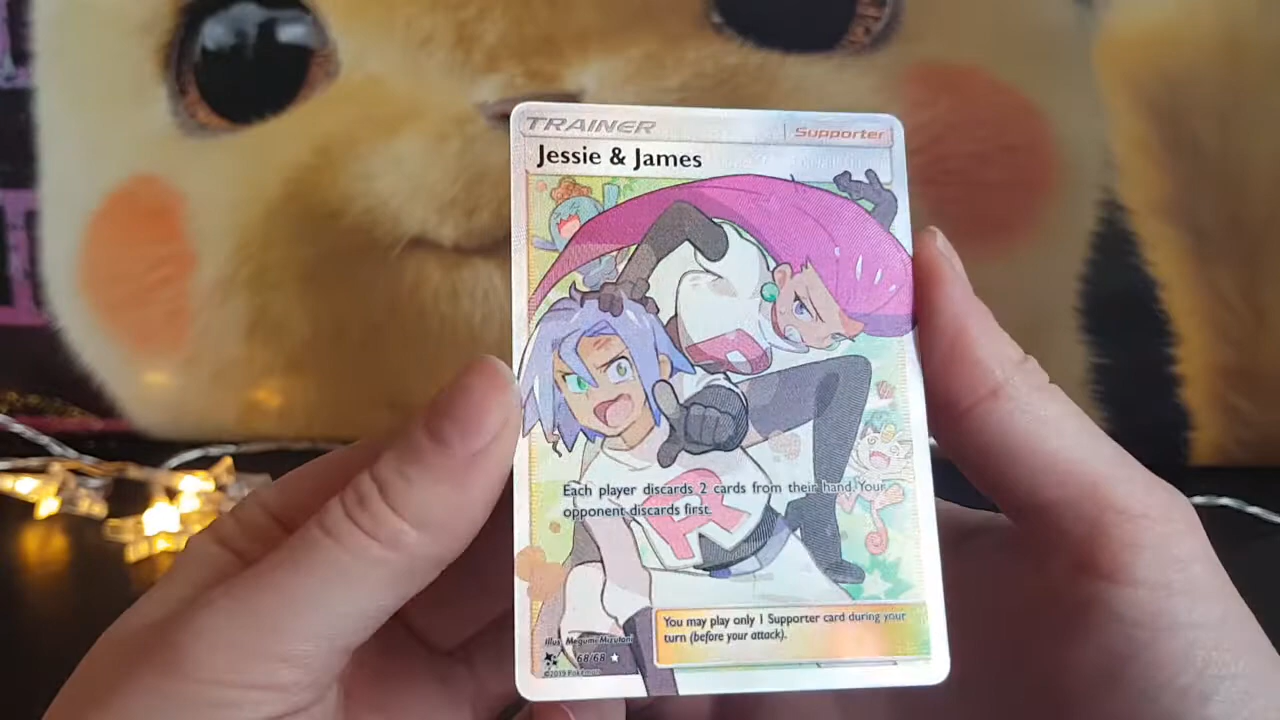 TRAINER
Supporter
Jessie & James
R
Each player discards 2 cards from their hand. Your
opponent discards first.
R
You may play only 1 Supporter card during your
turn (before your attack).
Illus. Megumi Mizutani
68/68
©2019 Pokémon